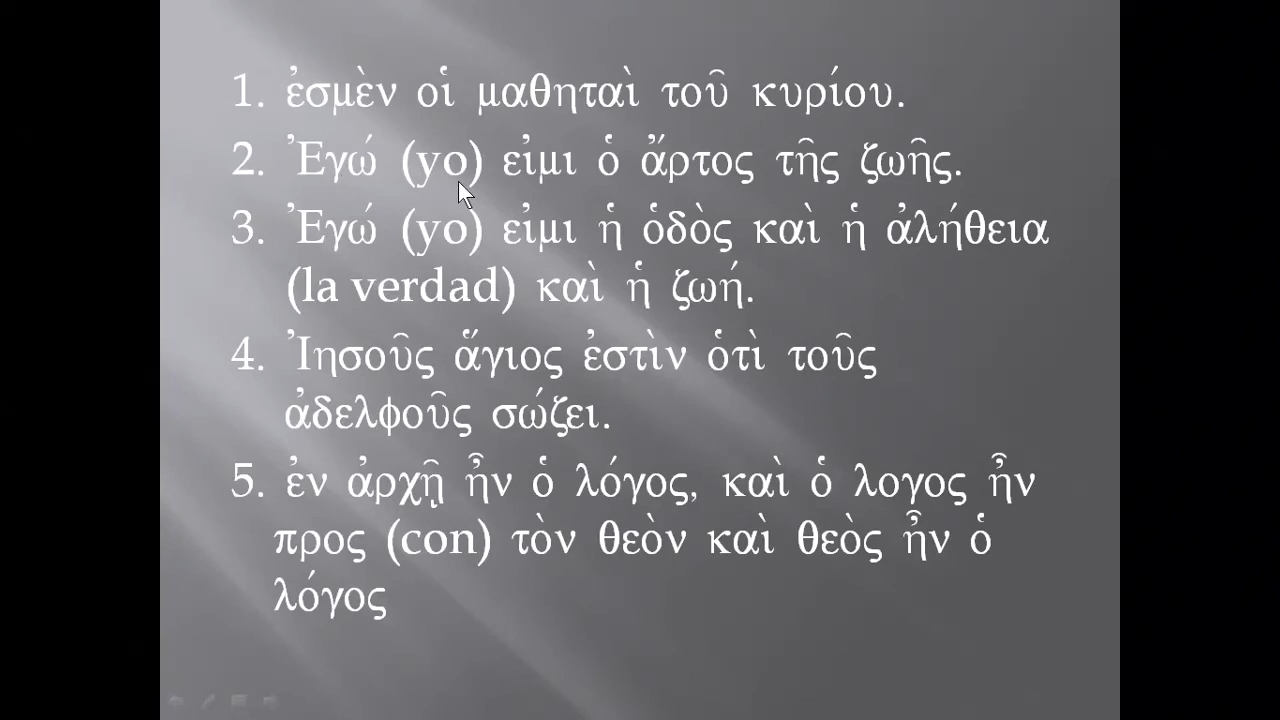 1. ἐσμὲν οἱ μαθηταὶ τοῦ κυρίου.
2. Ἐγώ (yo) εἰμι ὁ ἄρτος τῆς ζωῆς.
3. Ἐγώ (yo) εἰμι ἡ ὁδὸς καὶ ἡ ἀλήθεια
(la verdad) καὶ ἡ ζωή.
4. Ἰησοῦς ἅγιος ἐστὶν ὁτὶ τοῦς
ἀδελφοῦς σώζει.
5. ἐν ἀρχῇ ἦν ὁ λόγος, καὶ ὁ λογος ἦν
προς (con) τὸν θεὸν καὶ θεὸς ἦν ὁ
λόγος